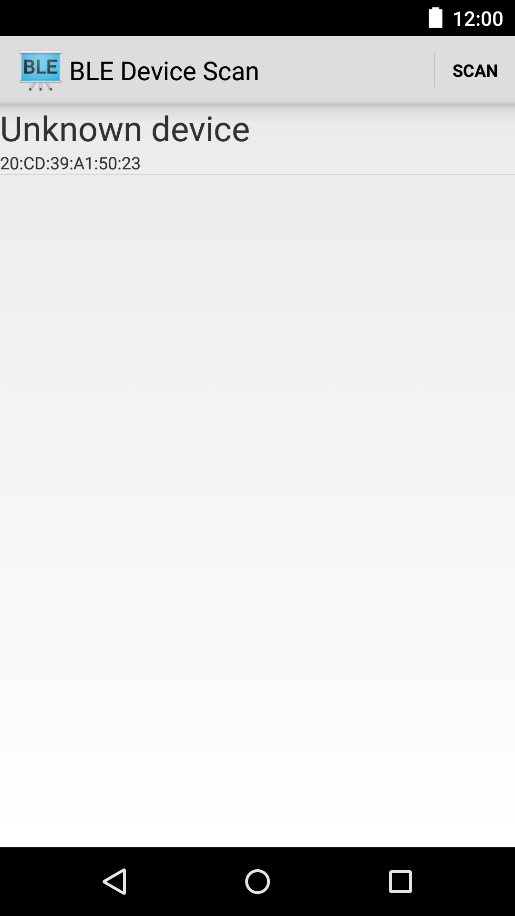 12:00
BLE BLE Device Scan SCAN
Unknown device
20:CD:39:A1:50:23